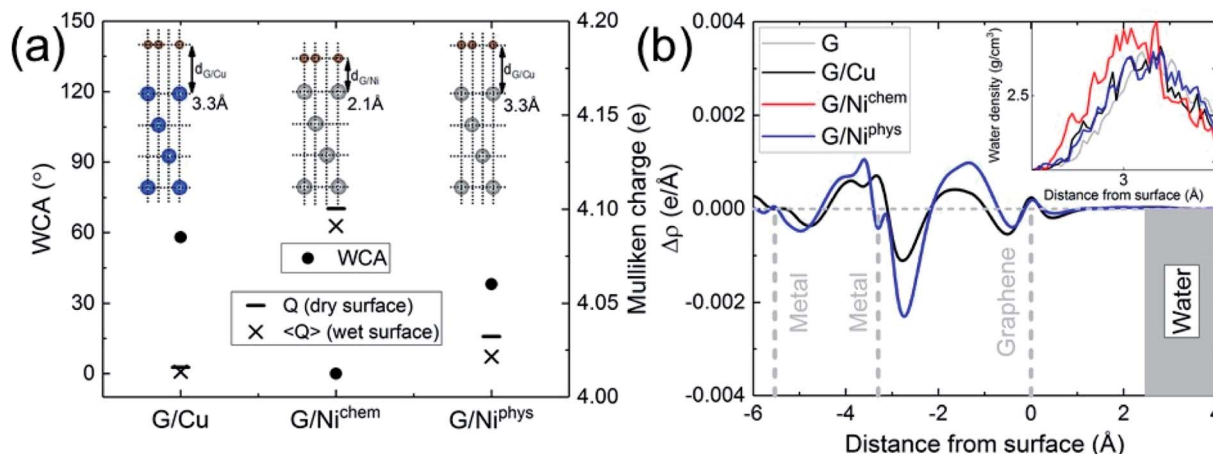 (a)
150
120
90
60
30
0
WCA (°)
d G/Cu
3.3Å
d G/Ni
2.1Å
d G/Cu
3.3Å
WCA
Q (dry surface)
<Q> (wet surface)
G/Cu
G/Ni chem
G/Ni phys
4.20
4.15
4.10
4.05
4.00
Mulliken charge (e)
(b)
0.004
0.002
0.000
-0.002
-0.004
Δρ (e/Å)
G
G/Cu
G/Ni chem
G/Ni phys
Water density (g/cm3)
2.5
3
Distance from surface (Å)
Metal
Metal
Graphene
Water
-6
-4
-2
0
2
4
Distance from surface (Å)